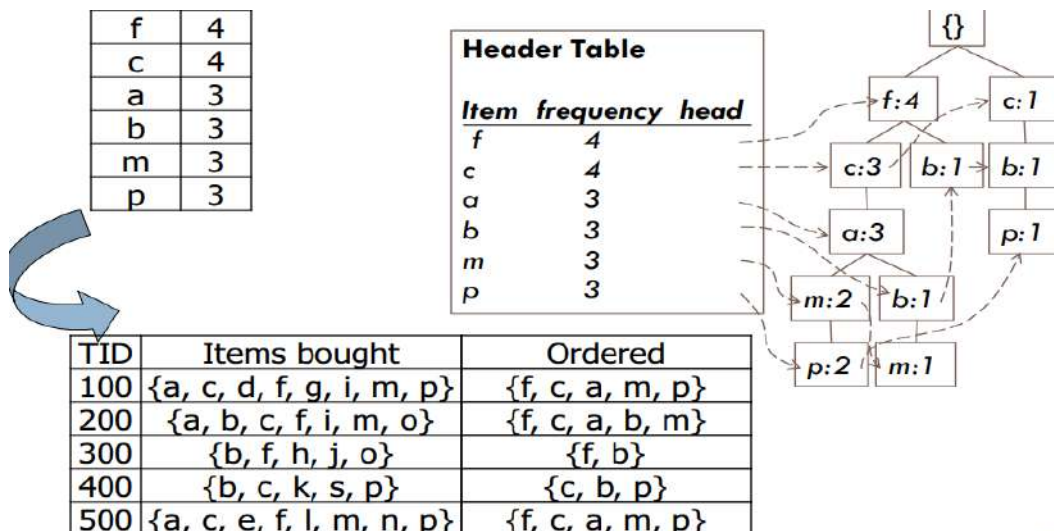 f 4
c 4
a 3
b 3
m 3
p 3
Header Table
Item frequency head
f 4
c 4
a 3
b 3
m 3
p 3
{}
f:4 c:1
c:3 b:1 b:1
a:3 p:1
m:2 b:1
p:2 m:1
TID Items bought Ordered
100 {a, c, d, f, g, i, m, p} {f, c, a, m, p}
200 {a, b, c, f, i, m, o} {f, c, a, b, m}
300 {b, f, h, j, o} {f, b}
400 {b, c, k, s, p} {c, b, p}
500 {a, c, e, f, l, m, n, p} {f, c, a, m, p}